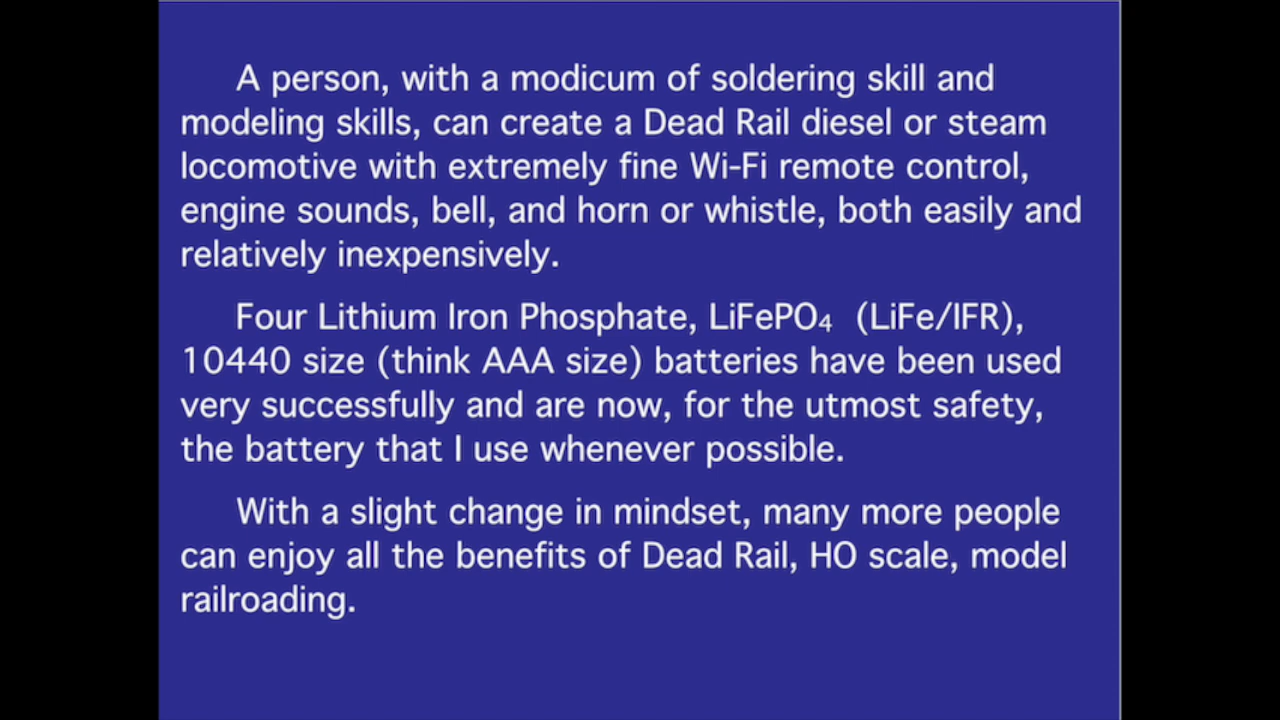 A person, with a modicum of soldering skill and
modeling skills, can create a Dead Rail diesel or steam
locomotive with extremely fine Wi-Fi remote control,
engine sounds, bell, and horn or whistle, both easily and
relatively inexpensively.
Four Lithium Iron Phosphate, LiFePO₄ (LiFe/IFR),
10440 size (think AAA size) batteries have been used
very successfully and are now, for the utmost safety,
the battery that I use whenever possible.
With a slight change in mindset, many more people
can enjoy all the benefits of Dead Rail, HO scale, model
railroading.